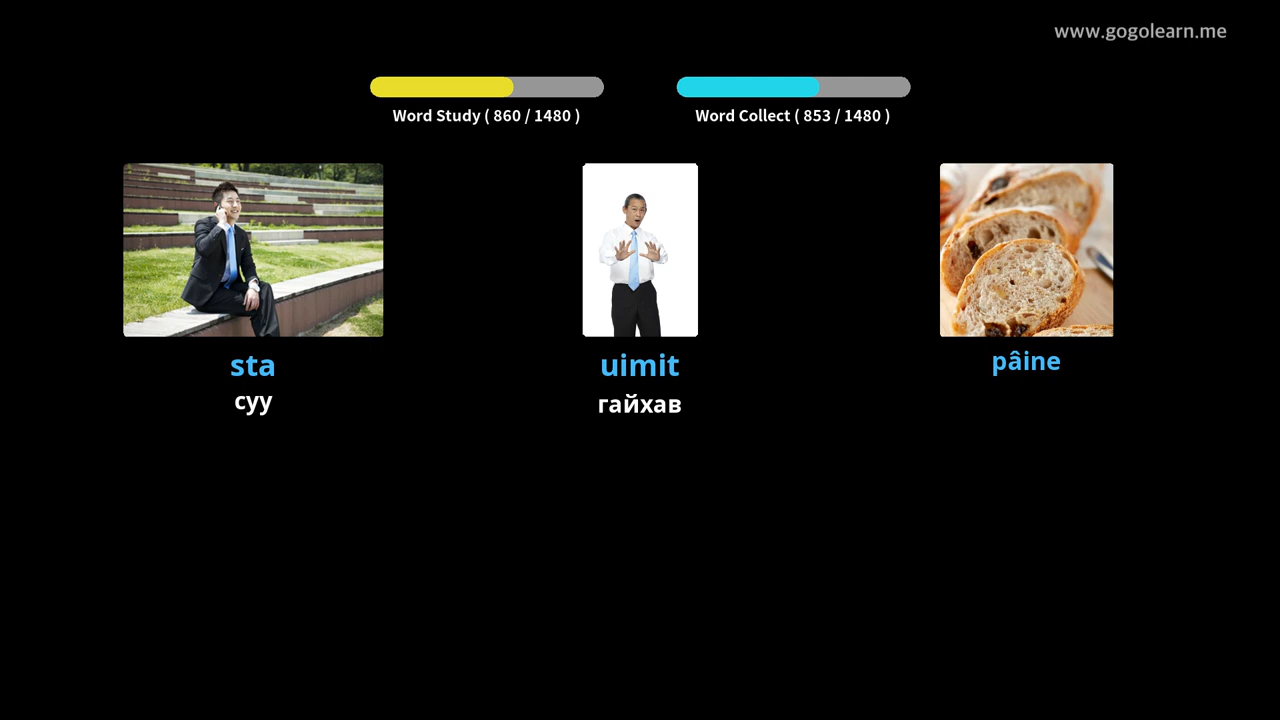 www.gogolearn.me
Word Study ( 860 / 1480 )
Word Collect ( 853 / 1480 )
sta
суу
uimit
гайхав
pâine